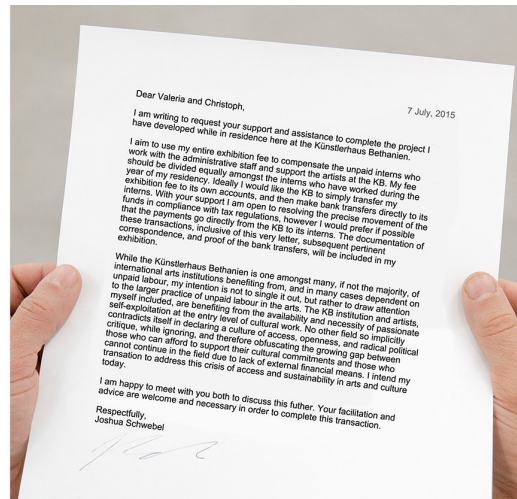 Dear Valeria and Christoph,
7 July, 2015
I am writing to request your support and assistance to complete the project I
have developed while in residence here at the Künstlerhaus Bethanien.
I aim to use my entire exhibition fee to compensate the unpaid interns who
work with the administrative staff and support the artists at the KB. My fee
should be divided equally amongst the interns who have worked during the
year of my residency. Ideally I would like the KB to simply transfer my
exhibition fee to its own accounts, and then make bank transfers directly to its
interns. With your support I am open to resolving the precise movement of the
funds in compliance with tax regulations, however I would prefer if possible
that the payments go directly from the KB to its interns. The documentation of
these transactions, inclusive of this very letter, subsequent pertinent
correspondence, and proof of the bank transfers, will be included in my
exhibition.
While the Künstlerhaus Bethanien is one amongst many, if not the majority, of
international arts institutions benefiting from, and in many cases dependent on
unpaid labour, my intention is not to single it out, but rather to draw attention
to the larger practice of unpaid labour in the arts. The KB institution and artists,
myself included, are benefiting from the availability and necessity of passionate
self-exploitation at the entry level of cultural work. No other field so implicitly
contradicts itself in declaring a culture of access, openness, and radical political
critique, while ignoring, and therefore obfuscating the growing gap between
those who can afford to support their cultural commitments and those who
cannot continue in the field due to lack of external financial means. I intend my
transation to address this crisis of access and sustainability in arts and culture
today.
I am happy to meet with you both to discuss this futher. Your facilitation and
advice are welcome and necessary in order to complete this transaction.
Respectfully,
Joshua Schwebel